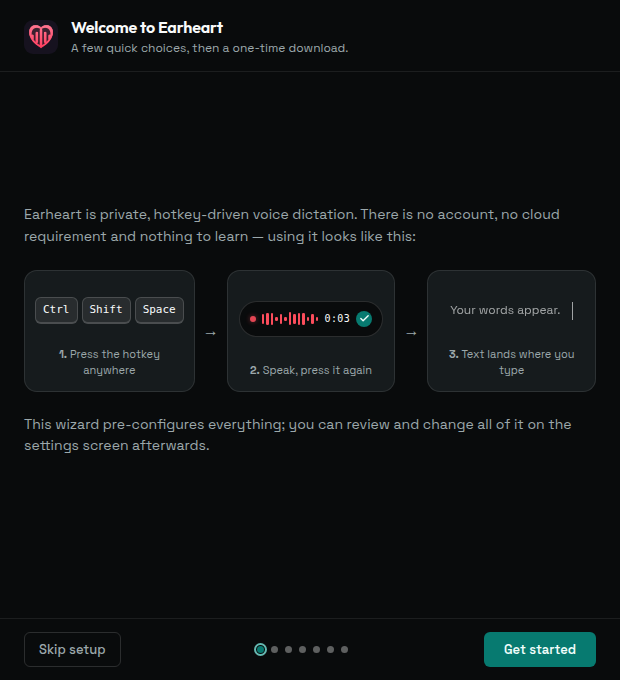 Welcome to Earheart
A few quick choices, then a one-time download.
Earheart is private, hotkey-driven voice dictation. There is no account, no cloud
requirement and nothing to learn — using it looks like this:
Ctrl Shift Space
1. Press the hotkey
anywhere
→
0:03
2. Speak, press it again
→
Your words appear.
3. Text lands where you
type
This wizard pre-configures everything; you can review and change all of it on the
settings screen afterwards.
Skip setup
Get started